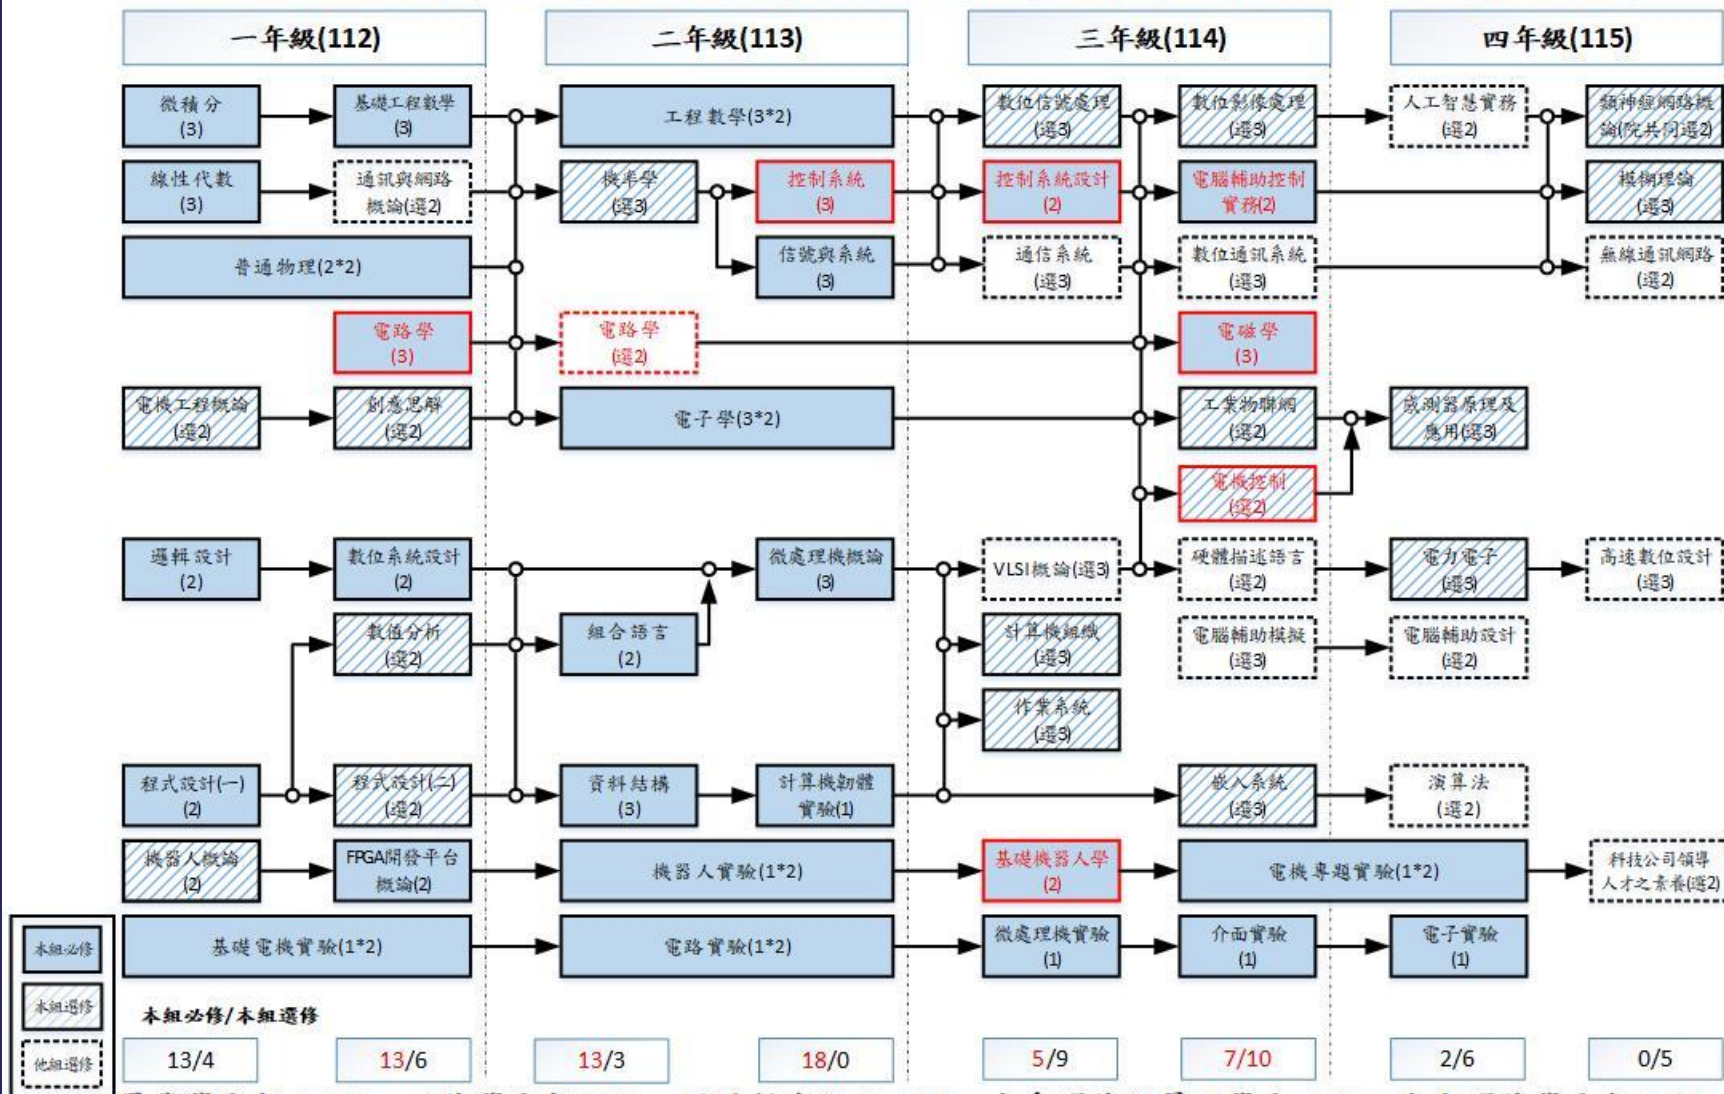 一年級(112)
二年級(113)
三年級(114)
四年級(115)
微積分
(3)
基礎工程數學
(3)
工程數學(3*2)
數位信號處理
(選3)
數位影像處理
(選3)
人工智慧實務
(選2)
類神經網路概
論(院共同選2)
線性代數
(3)
通訊與網路
概論(選2)
機率學
(選3)
控制系統
(3)
控制系統設計
(2)
電腦輔助控制
實務(2)
模糊理論
(選3)
普通物理(2*2)
信號與系統
(3)
通信系統
(選3)
數位通訊系統
(選3)
無線通訊網路
(選2)
電路學
(3)
電路學
(選2)
電磁學
(3)
電機工程概論
(選2)
創意思解
(選2)
電子學(3*2)
工業物聯網
(選2)
感測器原理及
應用(選3)
電機控制
(選2)
邏輯設計
(2)
數位系統設計
(2)
微處理機概論
(3)
VLSI概論(選3)
硬體描述語言
(選2)
電力電子
(選3)
高速數位設計
(選3)
數值分析
(選2)
組合語言
(2)
計算機組織
(選3)
電腦輔助模擬
(選3)
電腦輔助設計
(選2)
作業系統
(選3)
程式設計(一)
(2)
程式設計(二)
(選2)
資料結構
(3)
計算機韌體
實驗(1)
嵌入系統
(選3)
演算法
(選2)
機器人概論
(2)
FPGA開發平台
概論(2)
機器人實驗(1*2)
基礎機器人學
(2)
電機專題實驗(1*2)
科技公司領導
人才之素養(選2)
基礎電機實驗(1*2)
電路實驗(1*2)
微處理機實驗
(1)
介面實驗
(1)
電子實驗
(1)
本組必修
本組選修
他組選修
本組必修/本組選修
13/4
13/6
13/3
18/0
5/9
7/10
2/6
0/5